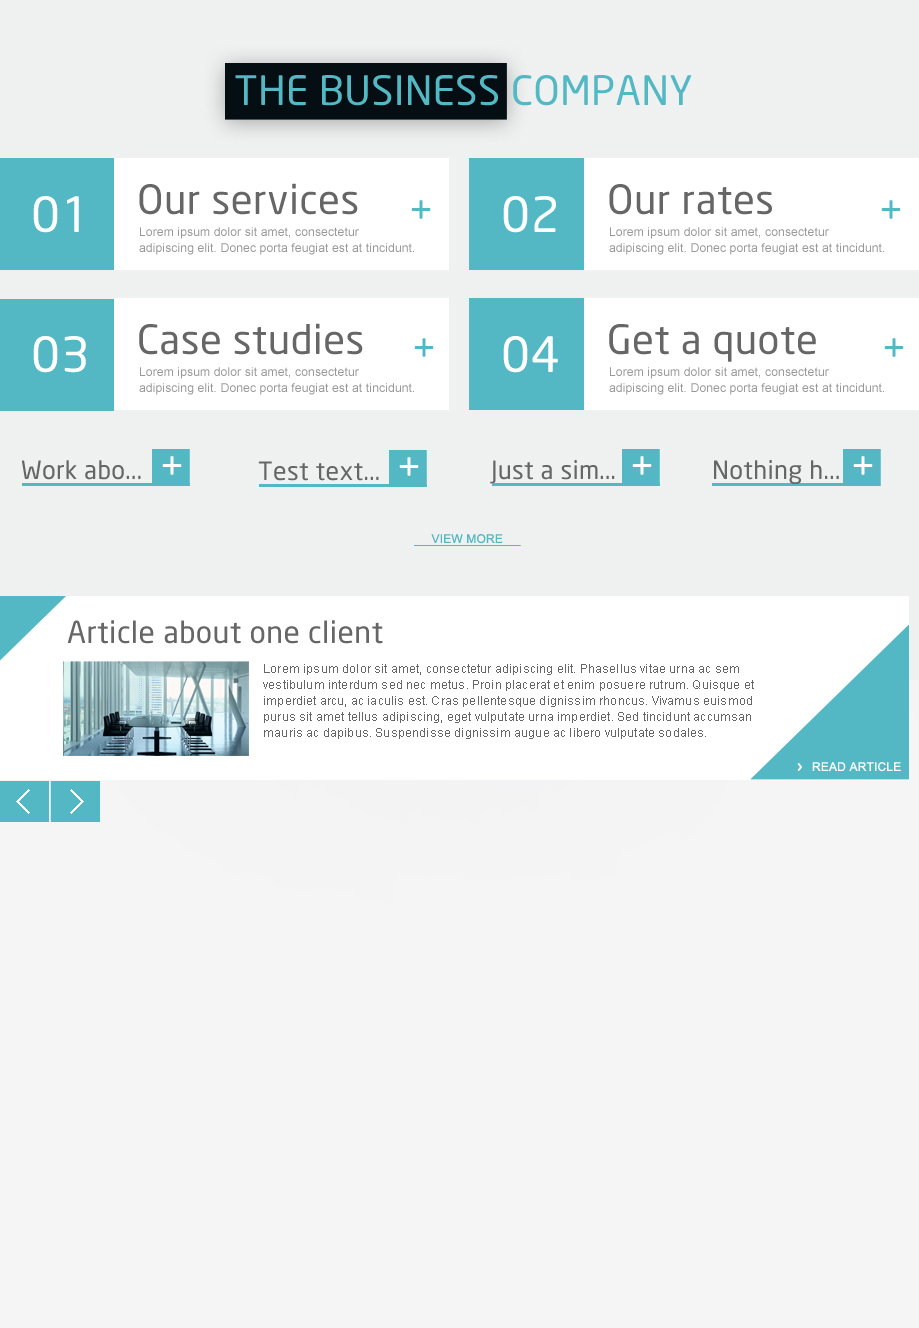 THE BUSINESS COMPANY
01
Our services
+
Lorem ipsum dolor sit amet, consectetur
adipiscing elit. Donec porta feugiat est at tincidunt.
02
Our rates
+
Lorem ipsum dolor sit amet, consectetur
adipiscing elit. Donec porta feugiat est at tincidunt.
03
Case studies
+
Lorem ipsum dolor sit amet, consectetur
adipiscing elit. Donec porta feugiat est at tincidunt.
04
Get a quote
+
Lorem ipsum dolor sit amet, consectetur
adipiscing elit. Donec porta feugiat est at tincidunt.
Work abo... +
Test text... +
Just a sim... +
Nothing h... +
VIEW MORE
Article about one client
Lorem ipsum dolor sit amet, consectetur adipiscing elit. Phasellus vitae urna ac sem
vestibulum interdum sed nec metus. Proin placerat et enim posuere rutrum. Quisque et
imperdiet arcu, ac iaculis est. Cras pellentesque dignissim rhoncus. Vivamus euismod
purus sit amet tellus adipiscing, eget vulputate urna imperdiet. Sed tincidunt accumsan
mauris ac dapibus. Suspendisse dignissim augue ac libero vulputate sodales.
› READ ARTICLE